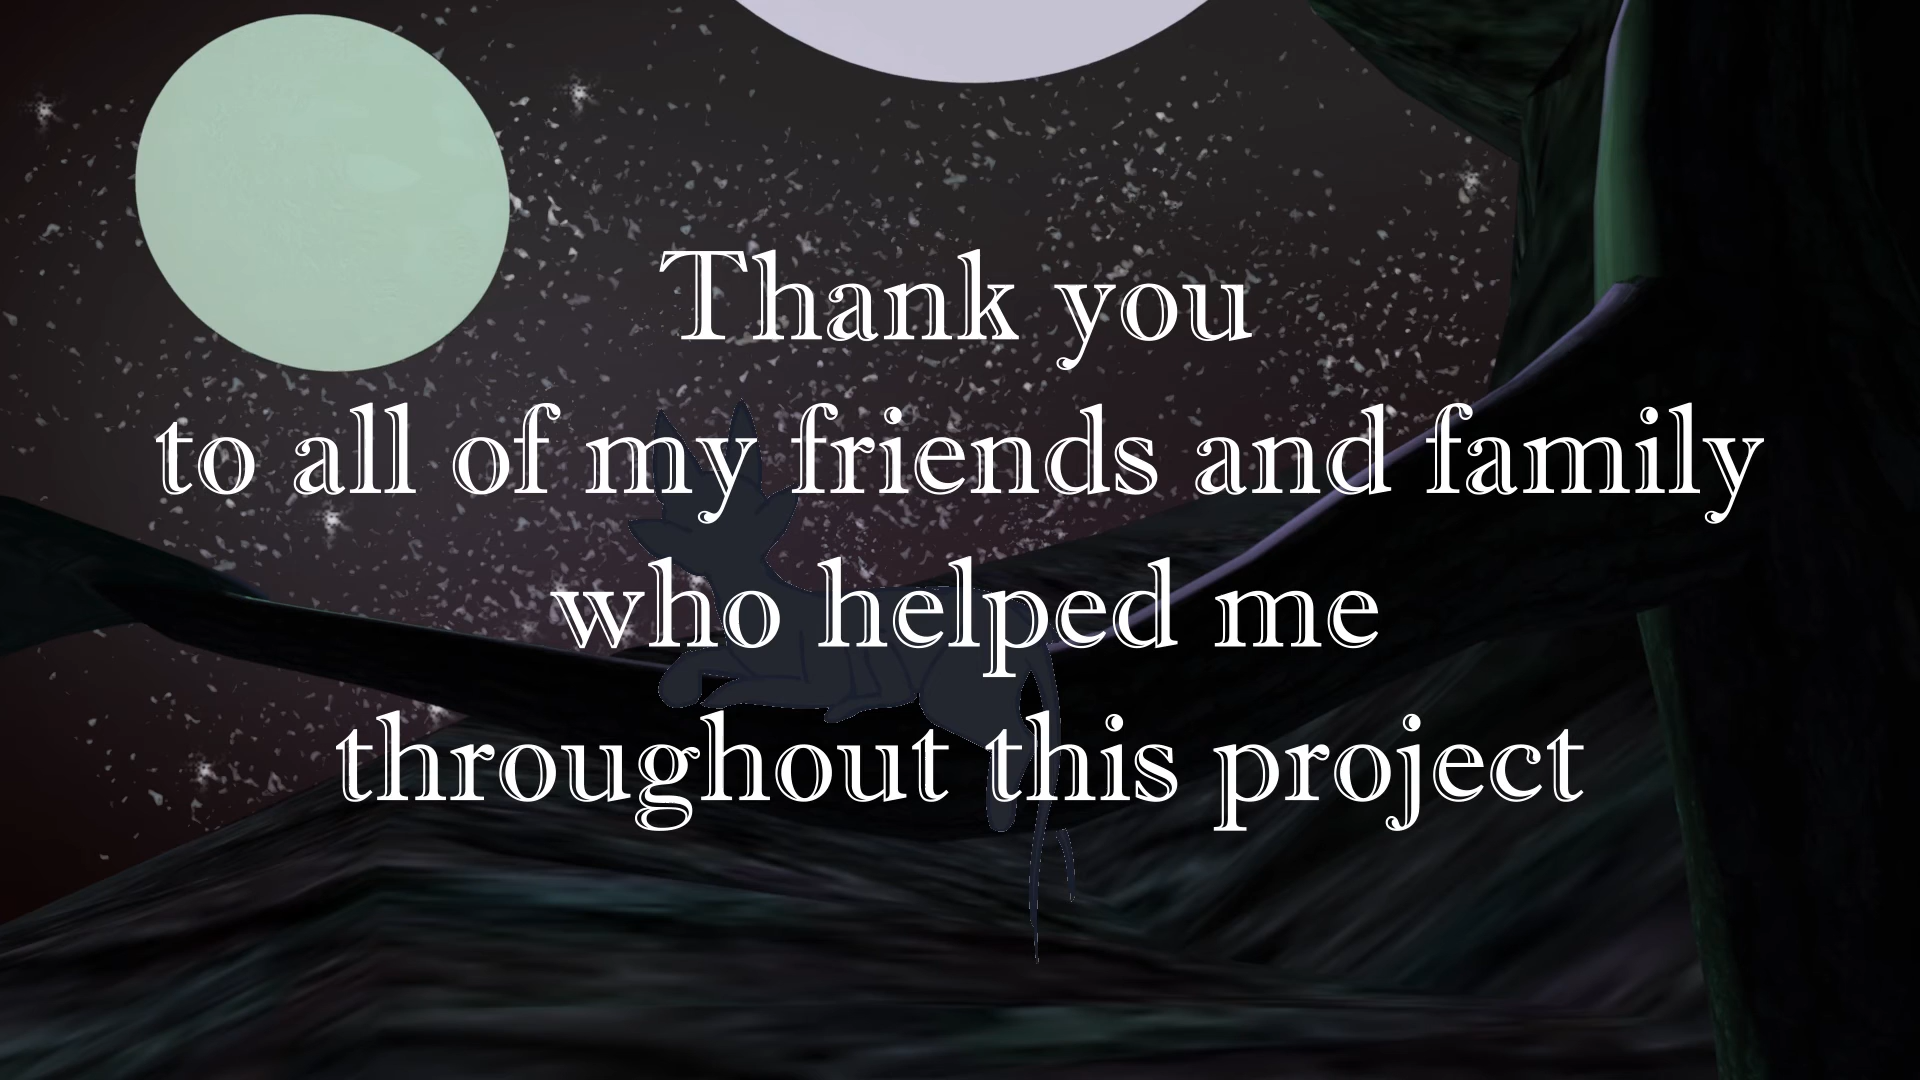 Thank you
to all of my friends and family
who helped me
throughout this project